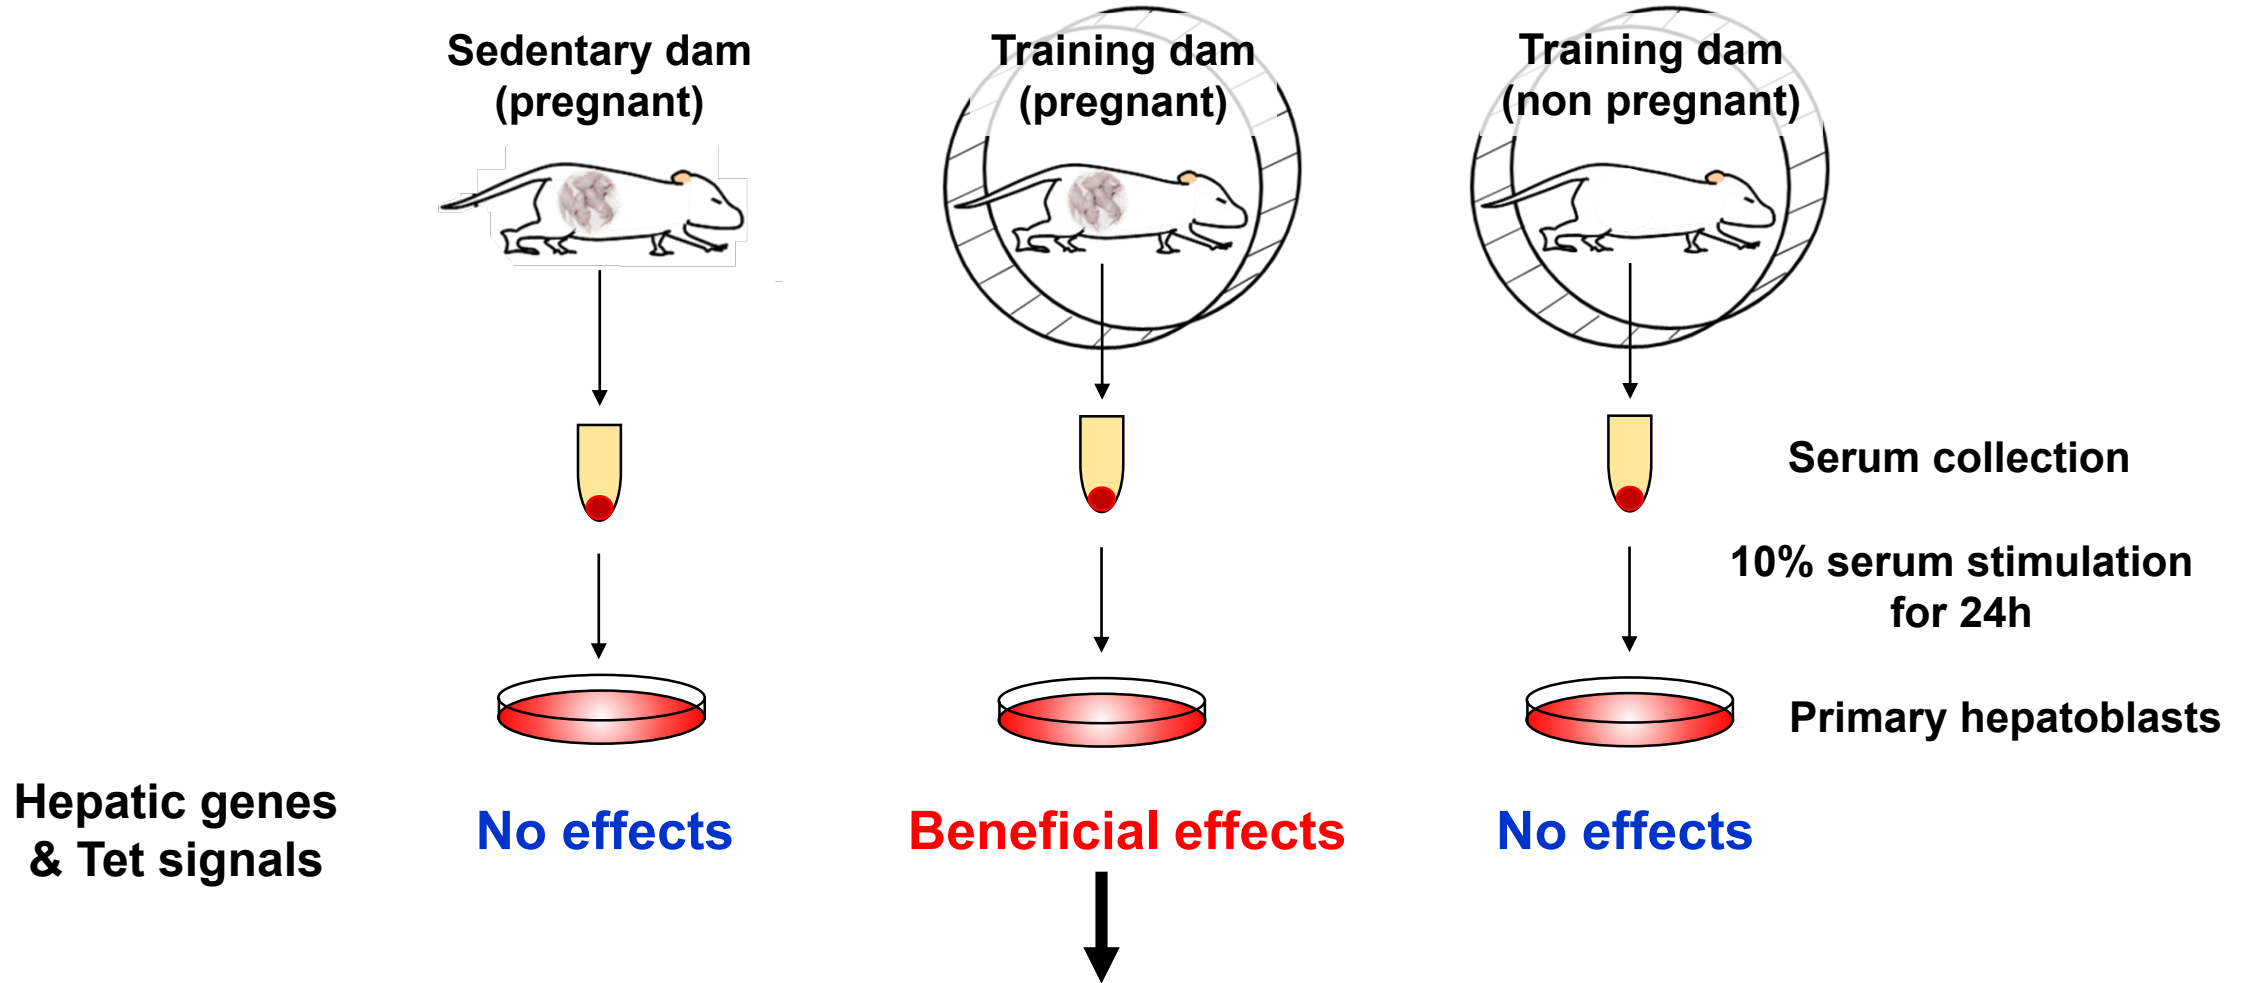 Sedentary dam
(pregnant)
Training dam
(pregnant)
Training dam
(non pregnant)
Serum collection
10% serum stimulation
for 24h
Primary hepatoblasts
Hepatic genes
& Tet signals
No effects
Beneficial effects
No effects